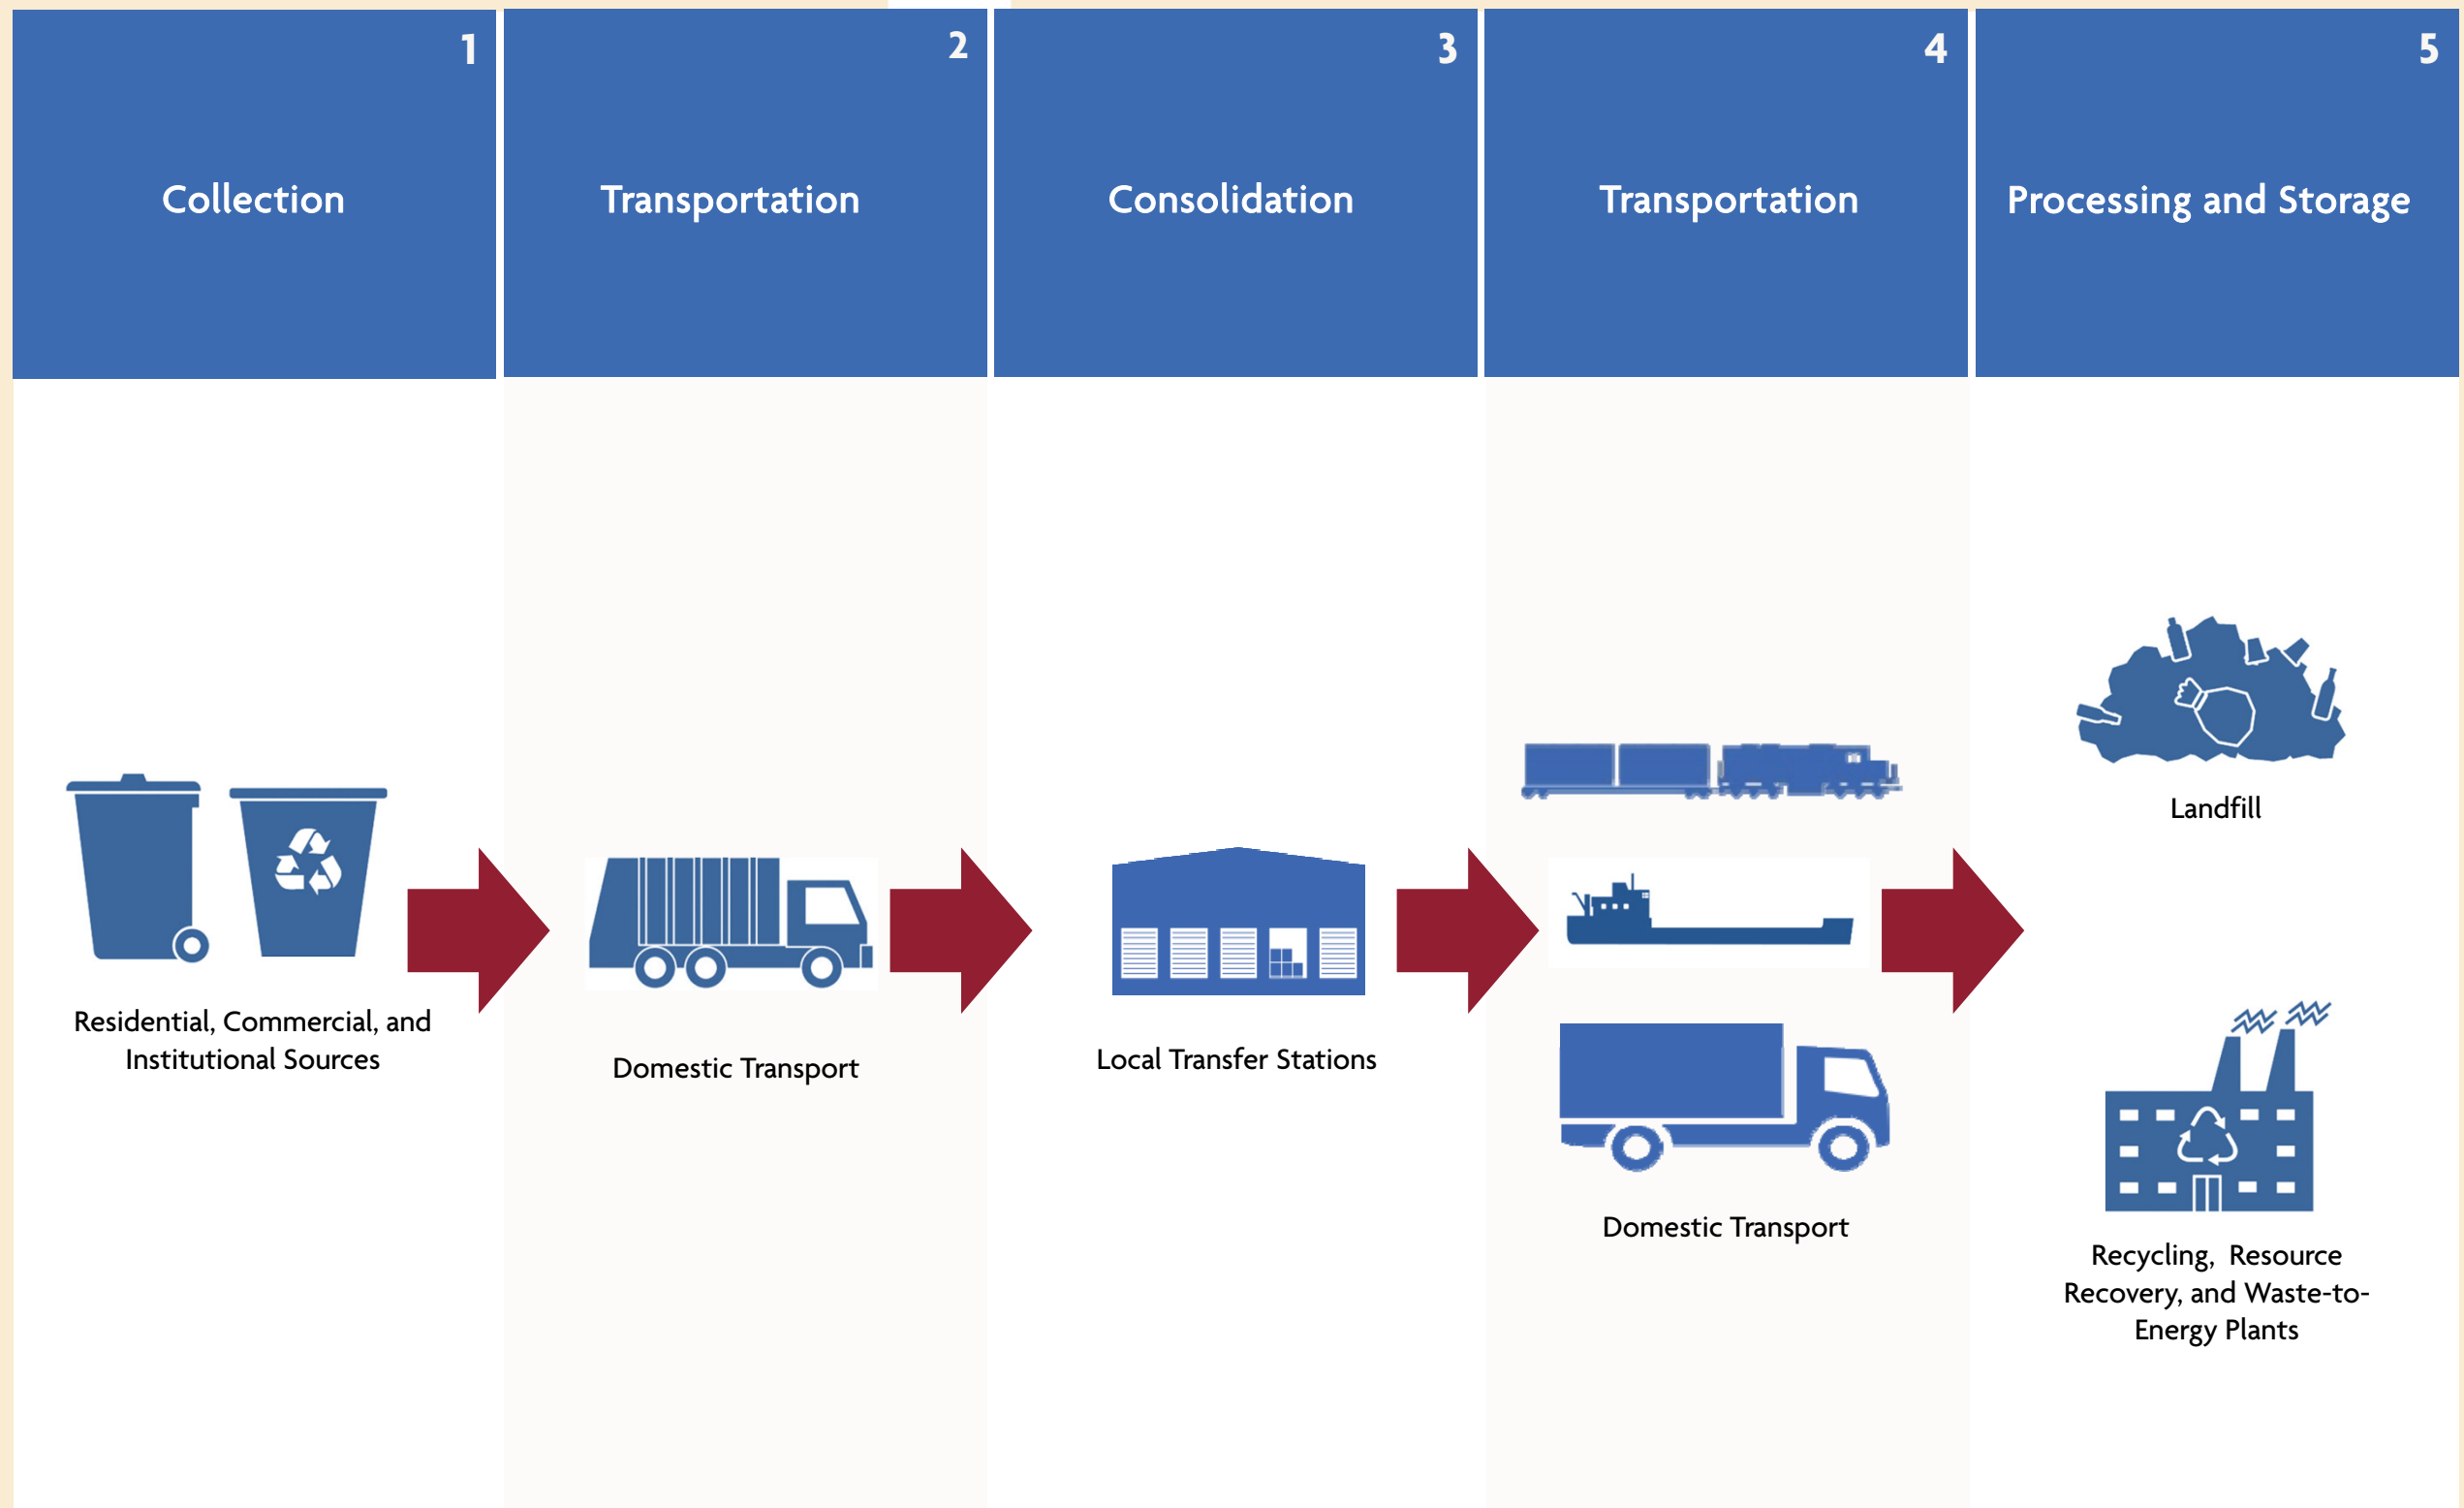 1
Collection
2
Transportation
3
Consolidation
4
Transportation
5
Processing and Storage
Residential, Commercial, and
Institutional Sources
Domestic Transport
Local Transfer Stations
Domestic Transport
Landfill
Recycling, Resource
Recovery, and Waste-to-
Energy Plants